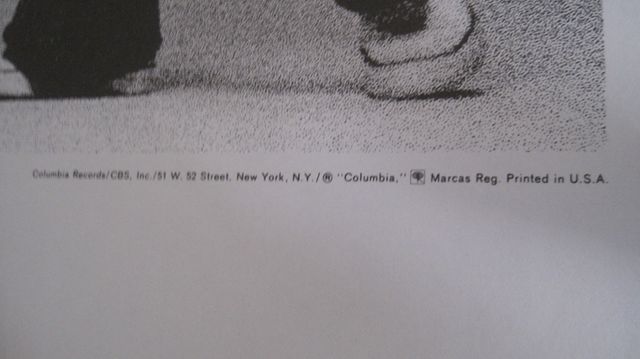 Columbia Records/CBS, Inc./51 W. 52 Street, New York, N.Y./® "Columbia," Marcas Reg. Printed in U.S.A.